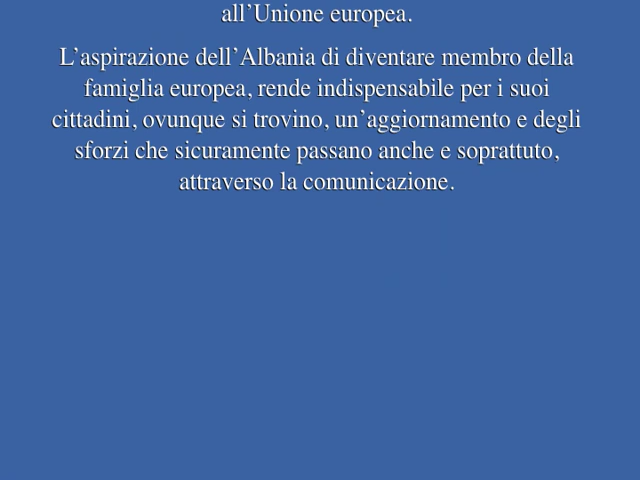 all’Unione europea.
L’aspirazione dell’Albania di diventare membro della
famiglia europea, rende indispensabile per i suoi
cittadini, ovunque si trovino, un’aggiornamento e degli
sforzi che sicuramente passano anche e soprattutto,
attraverso la comunicazione.